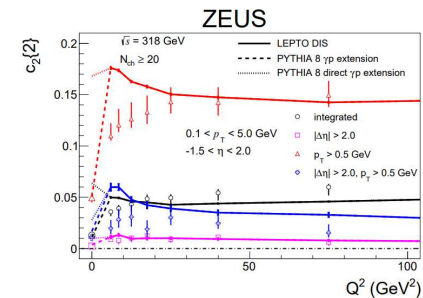 ZEUS
c₂{2}
0.2
0.15
0.1
0.05
0
√s = 318 GeV
N_ch ≥ 20
LEPTO DIS
PYTHIA 8 γp extension
PYTHIA 8 direct γp extension
0.1 < p_T < 5.0 GeV
-1.5 < η < 2.0
integrated
|Δη| > 2.0
p_T > 0.5 GeV
|Δη| > 2.0, p_T > 0.5 GeV
0 50 100
Q² (GeV²)